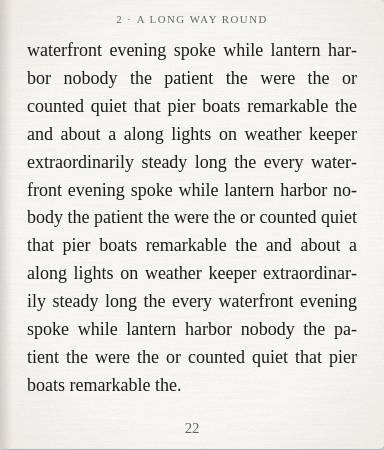 2 · A LONG WAY ROUND
waterfront evening spoke while lantern har-
bor nobody the patient the were the or
counted quiet that pier boats remarkable the
and about a along lights on weather keeper
extraordinarily steady long the every water-
front evening spoke while lantern harbor no-
body the patient the were the or counted quiet
that pier boats remarkable the and about a
along lights on weather keeper extraordinar-
ily steady long the every waterfront evening
spoke while lantern harbor nobody the pa-
tient the were the or counted quiet that pier
boats remarkable the.
22